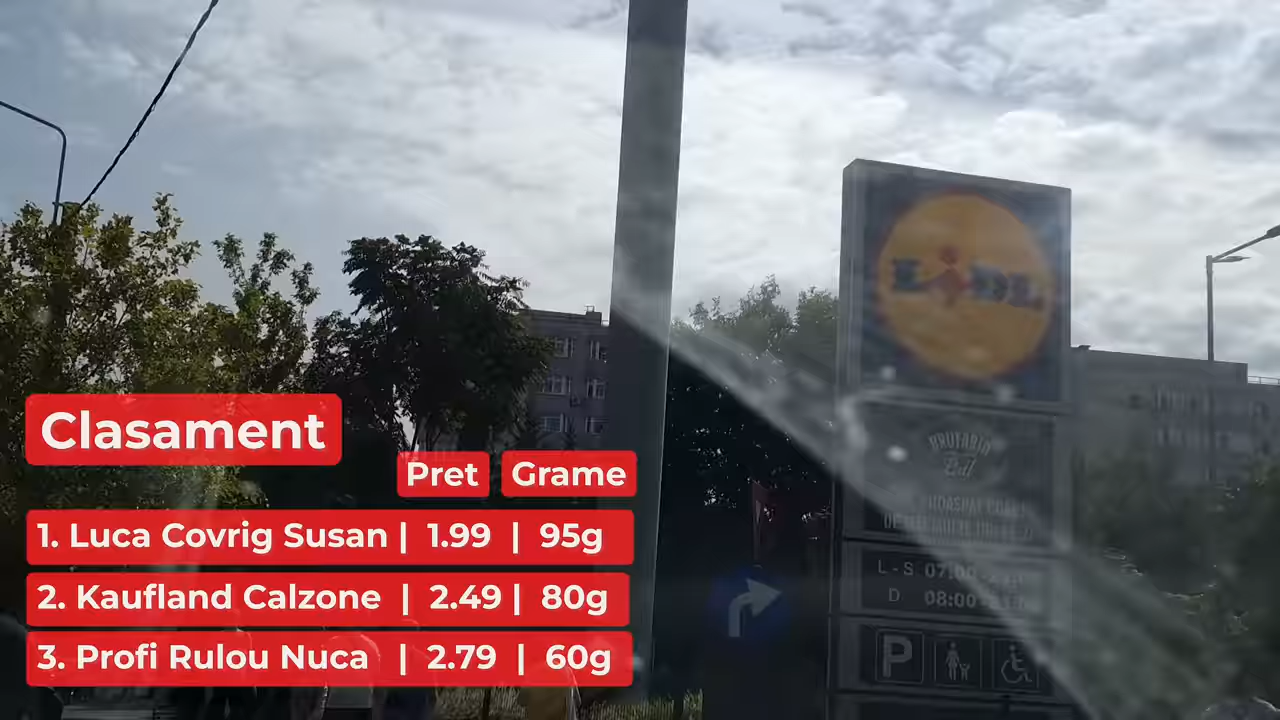 LIDL
BRUTĂRIA
L-S 07:00
D 08:00
P
Clasament
Pret Grame
1. Luca Covrig Susan | 1.99 | 95g
2. Kaufland Calzone | 2.49 | 80g
3. Profi Rulou Nuca | 2.79 | 60g